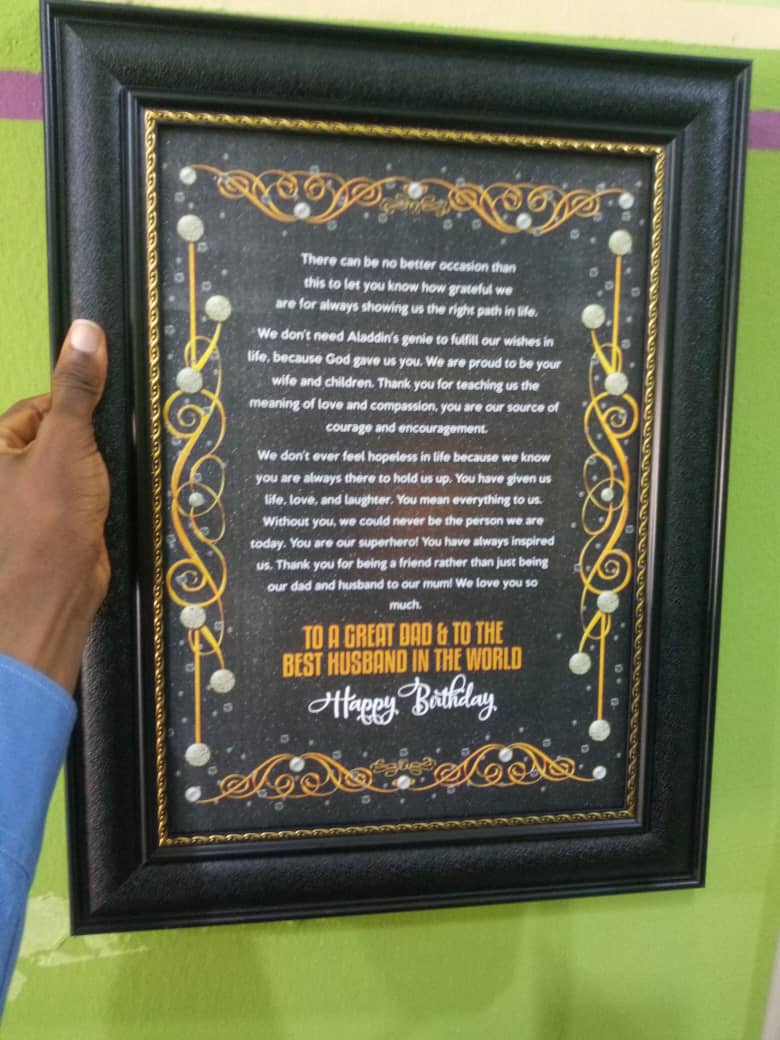 There can be no better occasion than
this to let you know how grateful we
are for always showing us the right path in life.
We don't need Aladdin's genie to fulfill our wishes in
life, because God gave us you. We are proud to be your
wife and children. Thank you for teaching us the
meaning of love and compassion, you are our source of
courage and encouragement.
We don't ever feel hopeless in life because we know
you are always there to hold us up. You have given us
life, love, and laughter. You mean everything to us.
Without you, we could never be the person we are
today. You are our superhero! You have always inspired
us. Thank you for being a friend rather than just being
our dad and husband to our mum! We love you so
much.
TO A GREAT DAD & TO THE
BEST HUSBAND IN THE WORLD
Happy Birthday